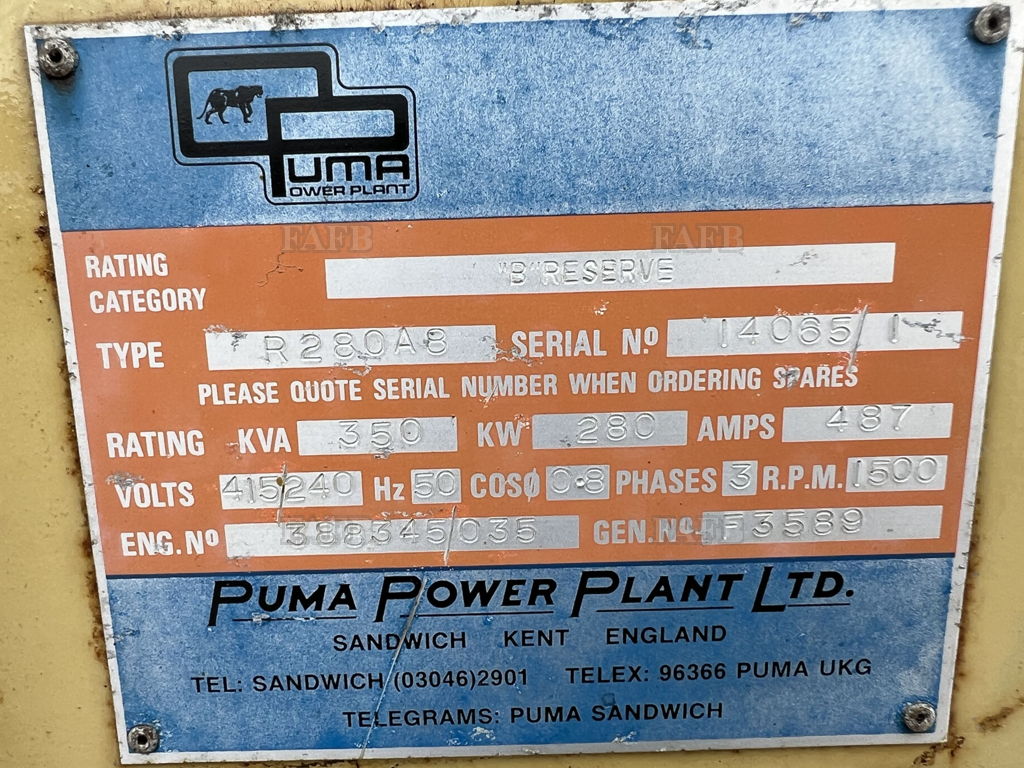 PUMA
POWER PLANT
FAFB FAFB
RATING CATEGORY "B" RESERVE
TYPE R280A8 SERIAL Nº 14065/1
PLEASE QUOTE SERIAL NUMBER WHEN ORDERING SPARES
RATING KVA 350 KW 280 AMPS 487
VOLTS 415/240 Hz 50 COSØ 0.8 PHASES 3 R.P.M. 1500
ENG. Nº 388345/035 GEN. Nº F3589
FAFB FAFB
PUMA POWER PLANT LTD.
SANDWICH KENT ENGLAND
TEL: SANDWICH (03046)2901 TELEX: 96366 PUMA UKG
TELEGRAMS: PUMA SANDWICH